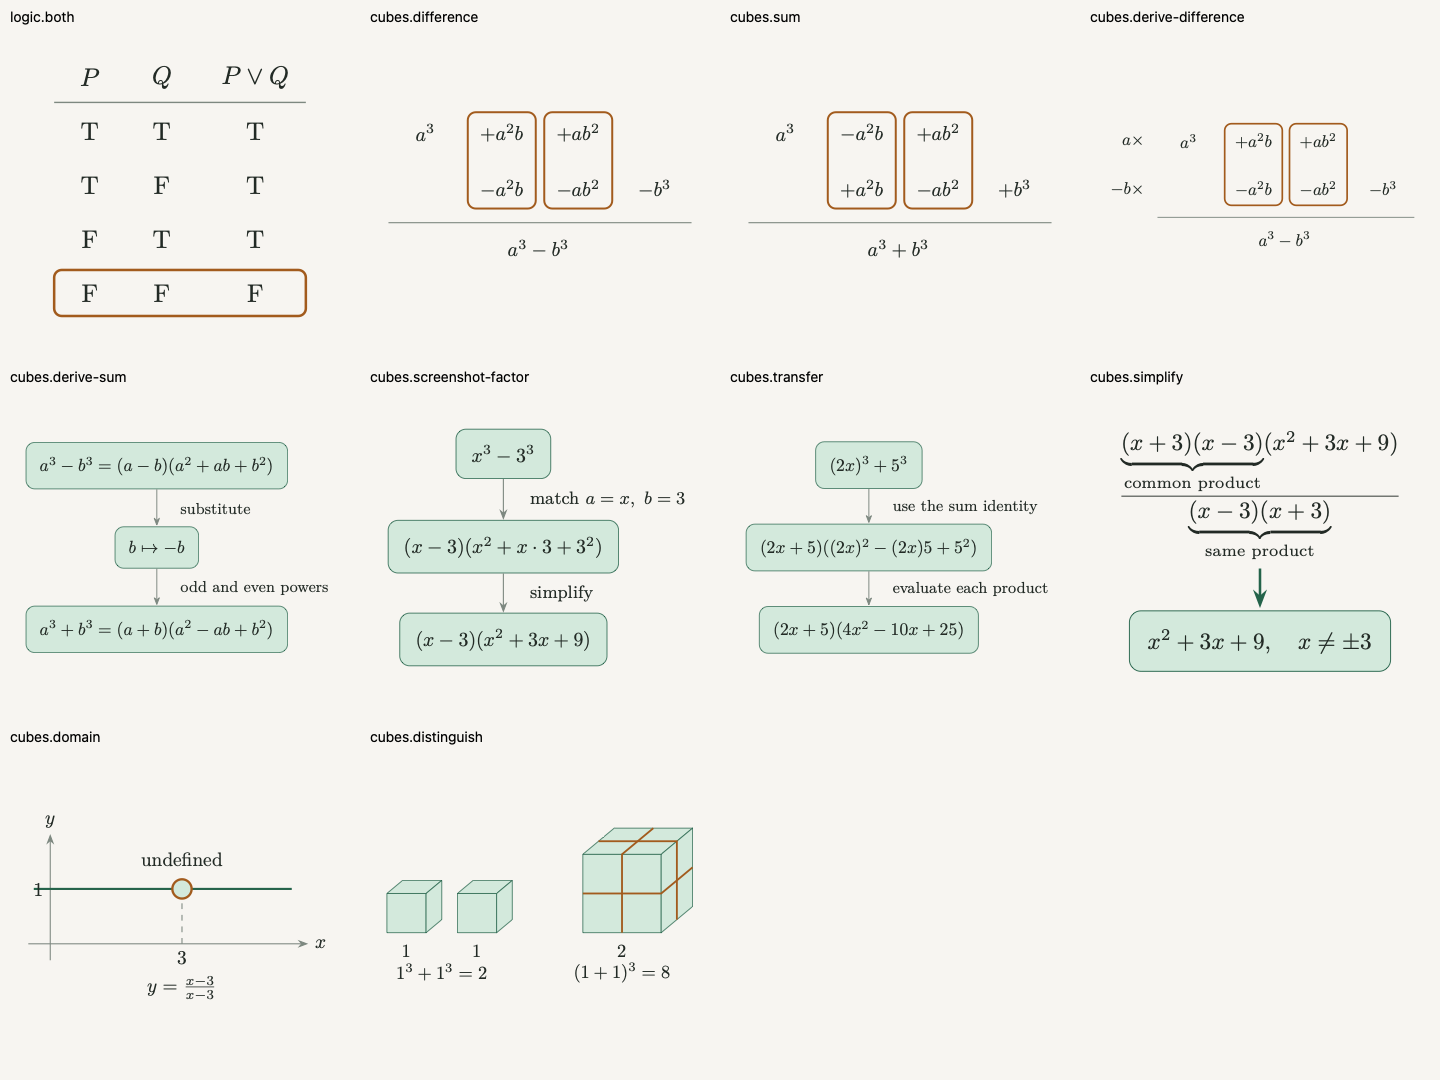 logic.both
P Q P ∨ Q
T T T
T F T
F T T
F F F
cubes.difference
a³ +a²b +ab²
−a²b −ab² −b³
a³ − b³
cubes.sum
a³ −a²b +ab²
+a²b −ab² +b³
a³ + b³
cubes.derive-difference
a× a³ +a²b +ab²
−b× −a²b −ab² −b³
a³ − b³
cubes.derive-sum
a³ − b³ = (a − b)(a² + ab + b²)
substitute
b ↦ −b
odd and even powers
a³ + b³ = (a + b)(a² − ab + b²)
cubes.screenshot-factor
x³ − 3³
match a = x, b = 3
(x − 3)(x² + x · 3 + 3²)
simplify
(x − 3)(x² + 3x + 9)
cubes.transfer
(2x)³ + 5³
use the sum identity
(2x + 5)((2x)² − (2x)5 + 5²)
evaluate each product
(2x + 5)(4x² − 10x + 25)
cubes.simplify
(x + 3)(x − 3)(x² + 3x + 9)
common product
(x − 3)(x + 3)
same product
x² + 3x + 9, x ≠ ±3
cubes.domain
y
undefined
1
x
3
y = x−3/x−3
cubes.distinguish
1 1
1³ + 1³ = 2
2
(1 + 1)³ = 8